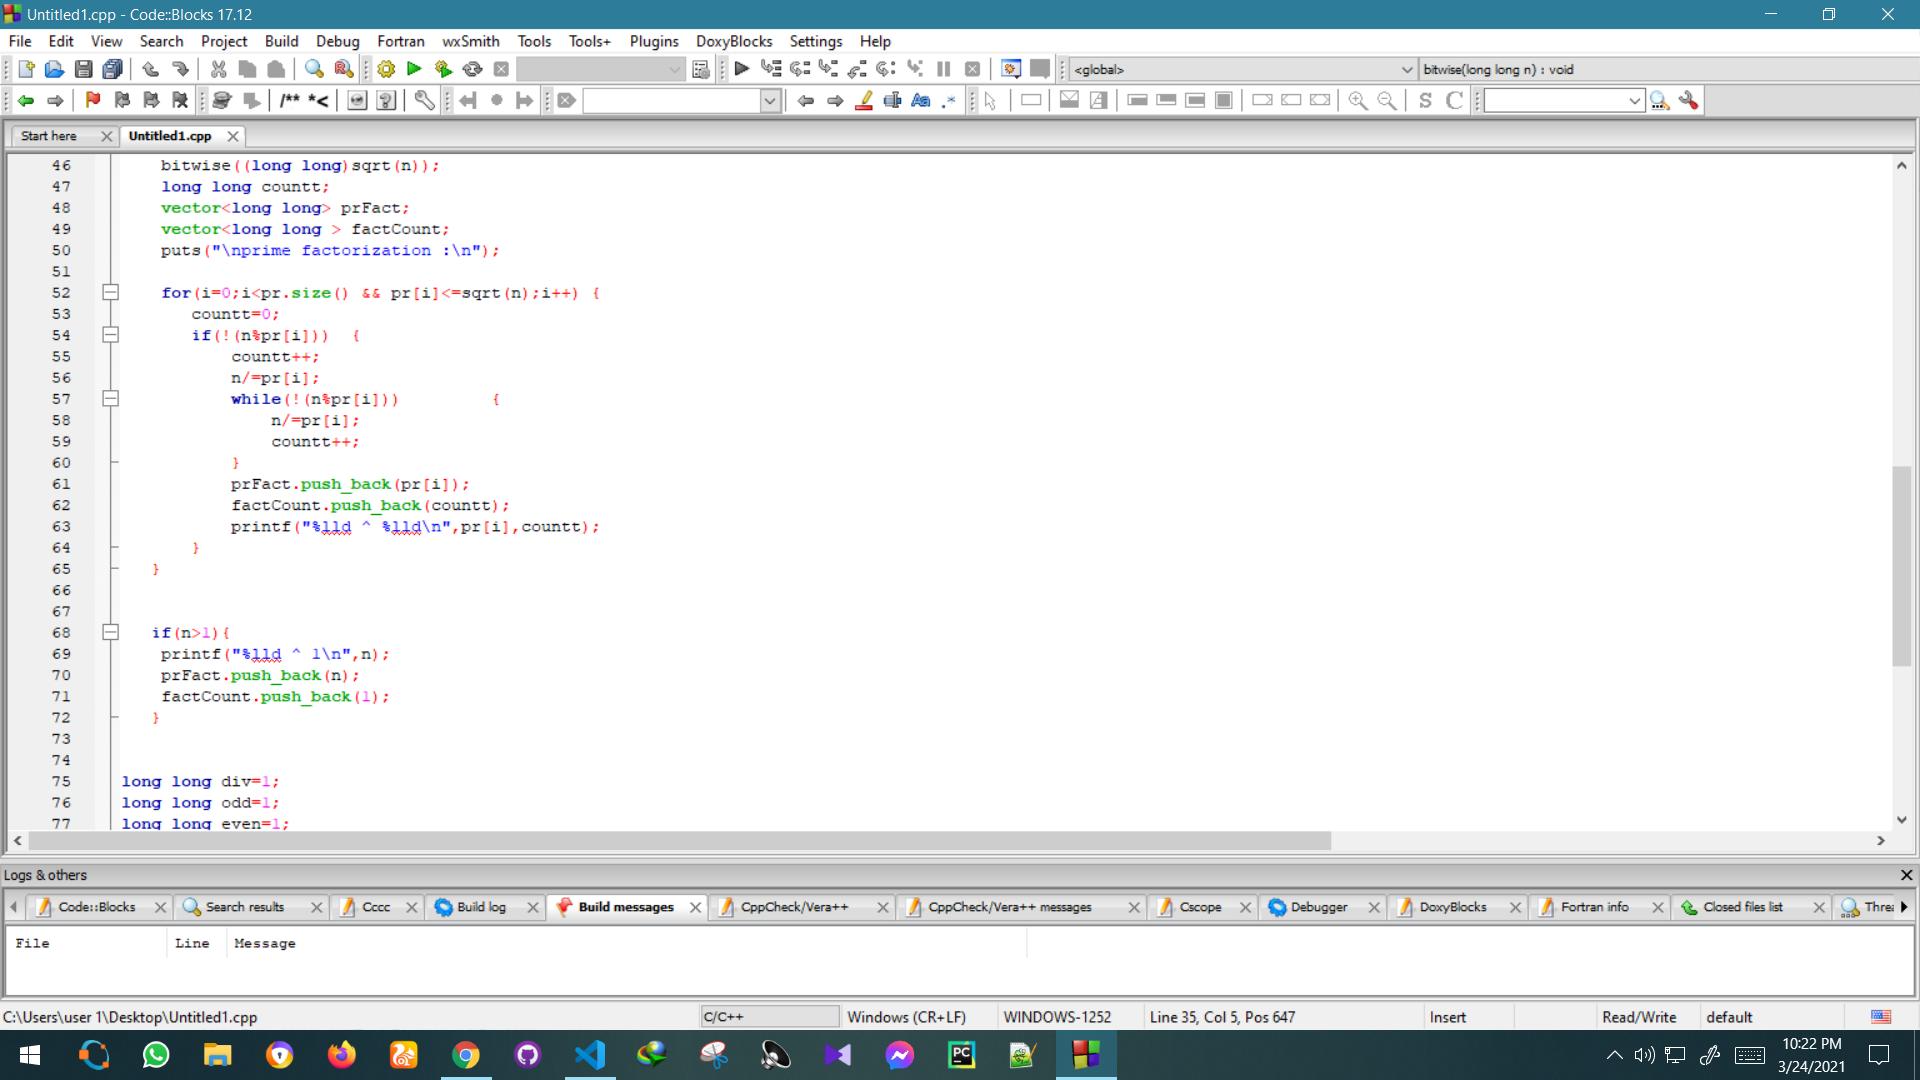 Untitled1.cpp - Code::Blocks 17.12
File Edit View Search Project Build Debug Fortran wxSmith Tools Tools+ Plugins DoxyBlocks Settings Help
<global> bitwise(long long n) : void
/** *< Aa .* S C
Start here Untitled1.cpp
46 bitwise((long long)sqrt(n));
47 long long countt;
48 vector<long long> prFact;
49 vector<long long > factCount;
50 puts("\nprime factorization :\n");
51
52 for(i=0;i<pr.size() && pr[i]<=sqrt(n);i++) {
53 countt=0;
54 if(!(n%pr[i])) {
55 countt++;
56 n/=pr[i];
57 while(!(n%pr[i])) {
58 n/=pr[i];
59 countt++;
60 }
61 prFact.push_back(pr[i]);
62 factCount.push_back(countt);
63 printf("%lld ^ %lld\n",pr[i],countt);
64 }
65 }
66
67
68 if(n>1){
69 printf("%lld ^ 1\n",n);
70 prFact.push_back(n);
71 factCount.push_back(1);
72 }
73
74
75 long long div=1;
76 long long odd=1;
77 long long even=1;
Logs & others
Code::Blocks Search results Cccc Build log Build messages CppCheck/Vera++ CppCheck/Vera++ messages Cscope Debugger DoxyBlocks Fortran info Closed files list Threa
File Line Message
C:\Users\user 1\Desktop\Untitled1.cpp C/C++ Windows (CR+LF) WINDOWS-1252 Line 35, Col 5, Pos 647 Insert Read/Write default
PC
10:22 PM
3/24/2021